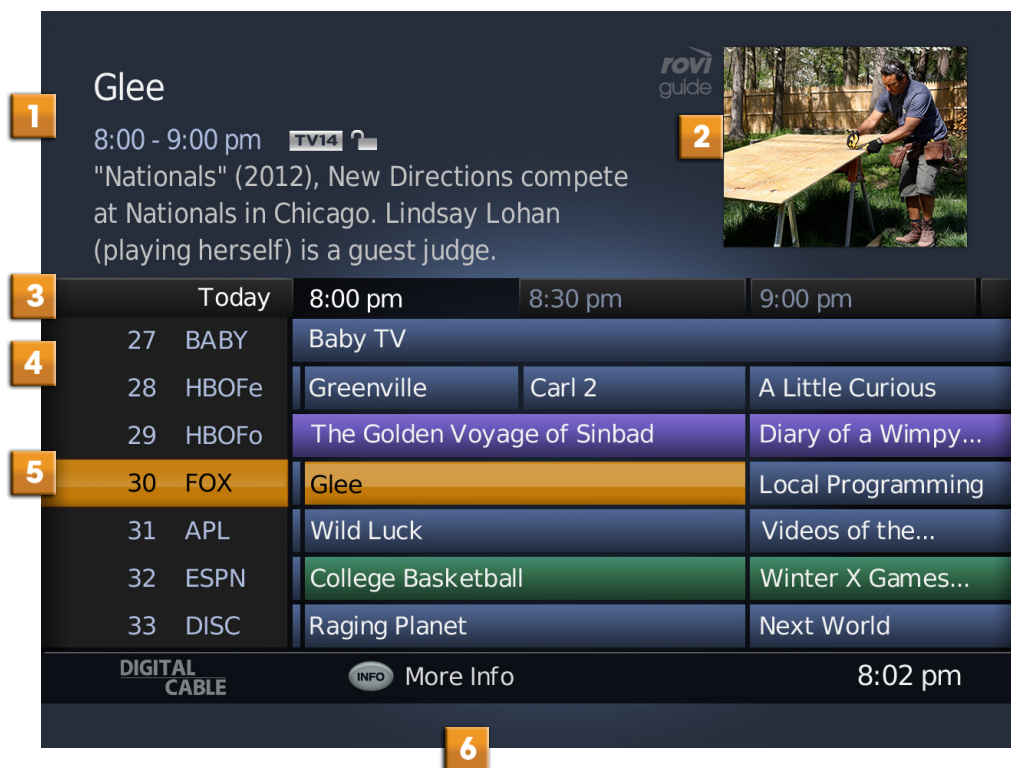 1
Glee
8:00 - 9:00 pm TV14
"Nationals" (2012), New Directions compete
at Nationals in Chicago. Lindsay Lohan
(playing herself) is a guest judge.
rovi
guide
2
3
Today 8:00 pm 8:30 pm 9:00 pm
27 BABY Baby TV
4
28 HBOFe Greenville Carl 2 A Little Curious
29 HBOFo The Golden Voyage of Sinbad Diary of a Wimpy...
5
30 FOX Glee Local Programming
31 APL Wild Luck Videos of the...
32 ESPN College Basketball Winter X Games...
33 DISC Raging Planet Next World
DIGITAL
CABLE
INFO More Info 8:02 pm
6